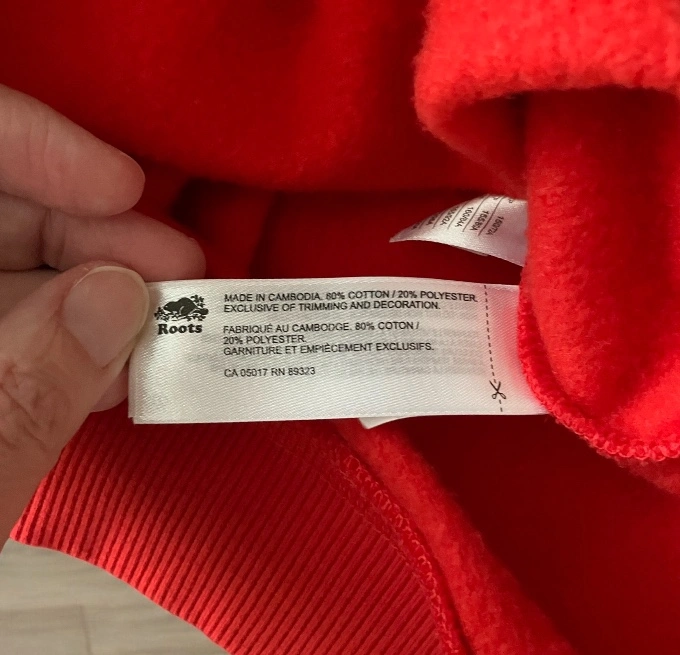 Roots
MADE IN CAMBODIA. 80% COTTON / 20% POLYESTER.
EXCLUSIVE OF TRIMMING AND DECORATION.
FABRIQUÉ AU CAMBODGE. 80% COTON /
20% POLYESTER.
GARNITURE ET EMPIÈCEMENT EXCLUSIFS.
CA 05017 RN 89323